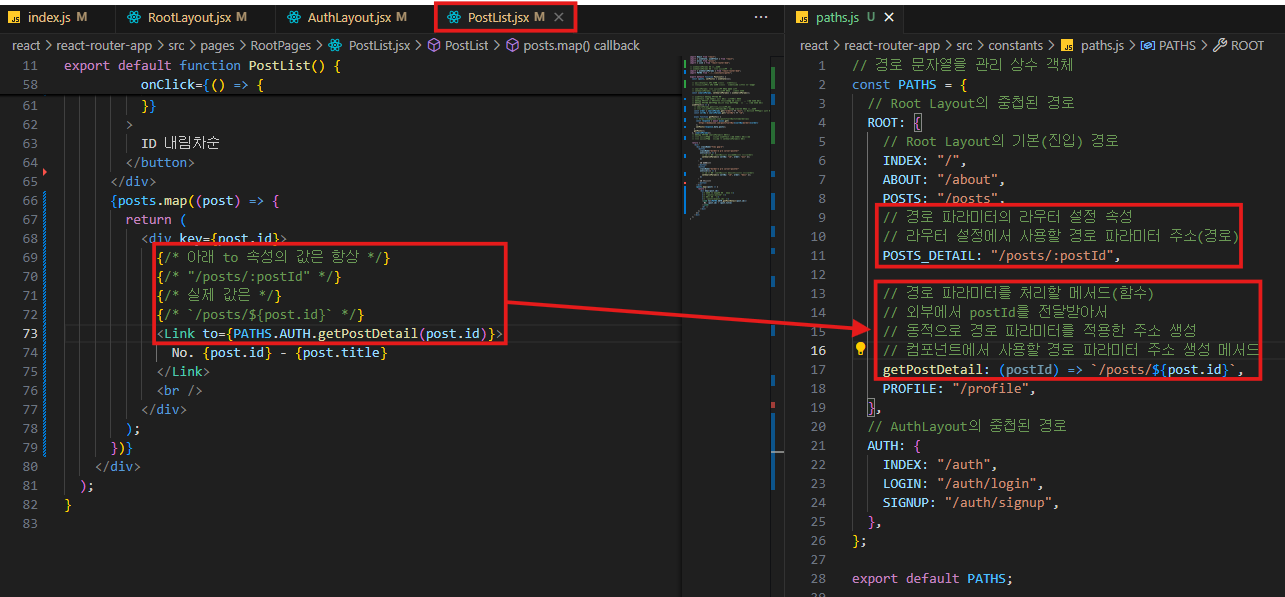 index.js M
RootLayout.jsx M
AuthLayout.jsx M
PostList.jsx M ×
···
react > react-router-app > src > pages > RootPages > PostList.jsx > PostList > posts.map() callback
11 export default function PostList() {
58 onClick={() => {
61 }}
62 >
63 ID 내림차순
64 </button>
65 </div>
66 {posts.map((post) => {
67 return (
68 <div key={post.id}>
69 {/* 아래 to 속성의 값은 항상 */}
70 {/* "/posts/:postId" */}
71 {/* 실제 값은 */}
72 {/* `/posts/${post.id}` */}
73 <Link to={PATHS.AUTH.getPostDetail(post.id)}>
74 No. {post.id} - {post.title}
75 </Link>
76 <br />
77 </div>
78 );
79 })}
80 </div>
81 );
82 }
83
JS paths.js U ×
react > react-router-app > src > constants > JS paths.js > PATHS > ROOT
1 // 경로 문자열을 관리 상수 객체
2 const PATHS = {
3 // Root Layout의 중첩된 경로
4 ROOT: {
5 // Root Layout의 기본(진입) 경로
6 INDEX: "/",
7 ABOUT: "/about",
8 POSTS: "/posts",
9 // 경로 파라미터의 라우터 설정 속성
10 // 라우터 설정에서 사용할 경로 파라미터 주소(경로)
11 POSTS_DETAIL: "/posts/:postId",
12
13 // 경로 파라미터를 처리할 메서드(함수)
14 // 외부에서 postId를 전달받아서
15 // 동적으로 경로 파라미터를 적용한 주소 생성
16 // 컴포넌트에서 사용할 경로 파라미터 주소 생성 메서드
17 getPostDetail: (postId) => `/posts/${post.id}`,
18 PROFILE: "/profile",
19 },
20 // AuthLayout의 중첩된 경로
21 AUTH: {
22 INDEX: "/auth",
23 LOGIN: "/auth/login",
24 SIGNUP: "/auth/signup",
25 },
26 };
27
28 export default PATHS;